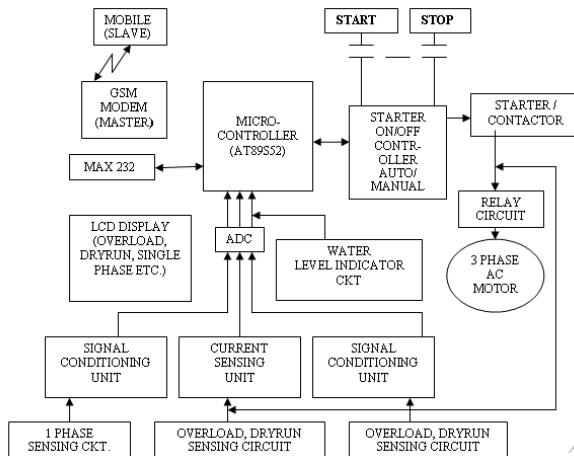 MOBILE
(SLAVE)
START
STOP
GSM
MODEM
(MASTER)
MICRO-
CONTROLLER
(AT89S52)
STARTER
ON/OFF
CONTR-
OLLER
AUTO/
MANUAL
STARTER /
CONTACTOR
MAX 232
RELAY
CIRCUIT
LCD DISPLAY
(OVERLOAD,
DRYRUN, SINGLE
PHASE ETC.)
ADC
WATER
LEVEL INDICATOR
CKT
3 PHASE
AC
MOTOR
SIGNAL
CONDITIONING
UNIT
CURRENT
SENSING
UNIT
SIGNAL
CONDITIONING
UNIT
1 PHASE
SENSING CKT.
OVERLOAD, DRYRUN
SENSING CIRCUIT
OVERLOAD, DRYRUN
SENSING CIRCUIT